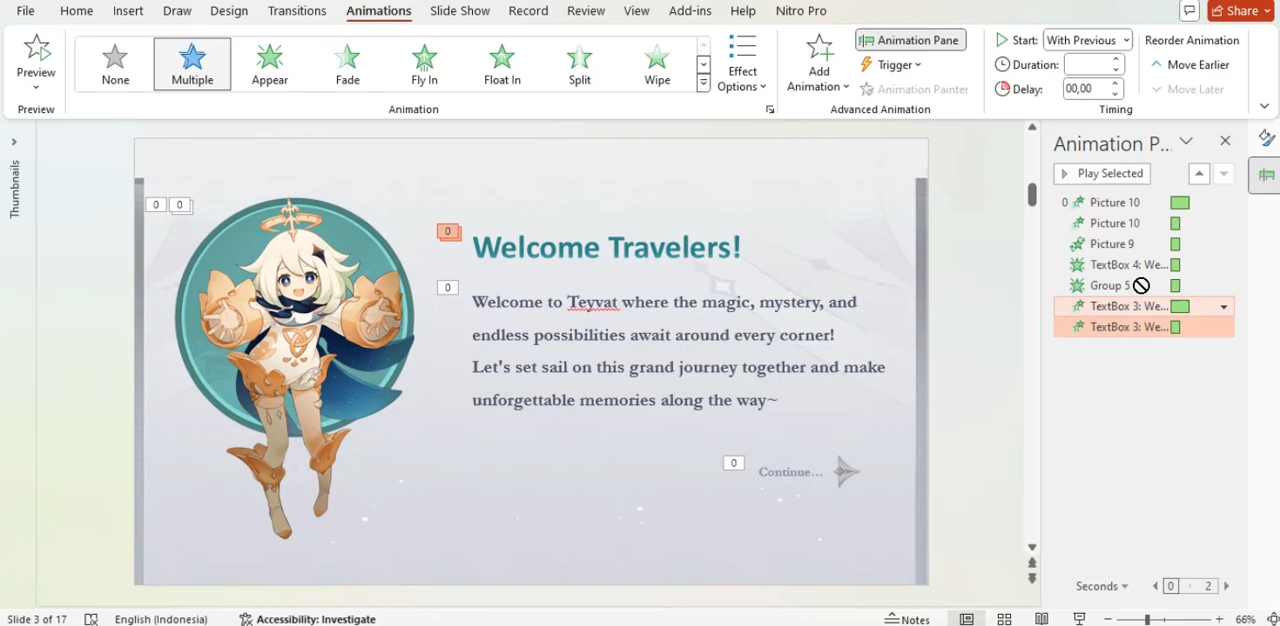 File Home Insert Draw Design Transitions Animations Slide Show Record Review View Add-ins Help Nitro Pro Share
Preview
Preview
None Multiple Appear Fade Fly In Float In Split Wipe
Animation
Effect
Options
Add
Animation
Animation Pane
Trigger
Animation Painter
Advanced Animation
Start: With Previous
Duration:
Delay: 00,00
Timing
Reorder Animation
Move Earlier
Move Later
Thumbnails
0 0
0
Welcome Travelers!
0
Welcome to Teyvat where the magic, mystery, and
endless possibilities await around every corner!
Let's set sail on this grand journey together and make
unforgettable memories along the way~
0
Continue...
Animation P...
Play Selected
0 Picture 10
Picture 10
Picture 9
TextBox 4: We...
Group 5
TextBox 3: We...
TextBox 3: We...
Seconds 0 2
Slide 3 of 17 English (Indonesia) Accessibility: Investigate Notes 66%